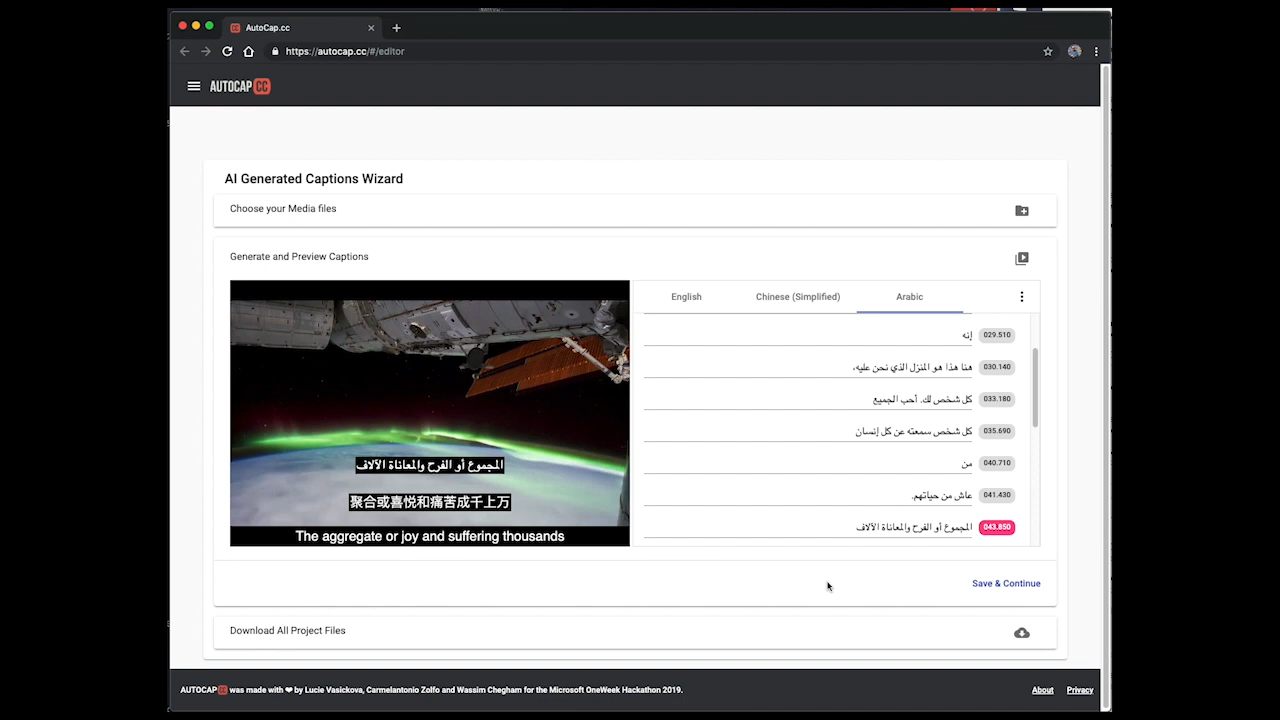 AutoCap.cc
https://autocap.cc/#/editor
AUTOCAP CC
AI Generated Captions Wizard
Choose your Media files
Generate and Preview Captions
English
Chinese (Simplified)
Arabic
إنه
029.510
هنا هذا هو المنزل الذي نحن عليه،
030.140
كل شخص لك. أحب الجميع
033.180
كل شخص سمعته عن كل إنسان
035.690
من
040.710
عاش من حياتهم.
041.430
المجموع أو الفرح والمعاناة الآلاف
043.850
المجموع أو الفرح والمعاناة الآلاف
聚合或喜悦和痛苦成千上万
The aggregate or joy and suffering thousands
Save & Continue
Download All Project Files
AUTOCAP CC was made with ❤ by Lucie Vasickova, Carmelantonio Zolfo and Wassim Chegham for the Microsoft OneWeek Hackathon 2019.
About
Privacy